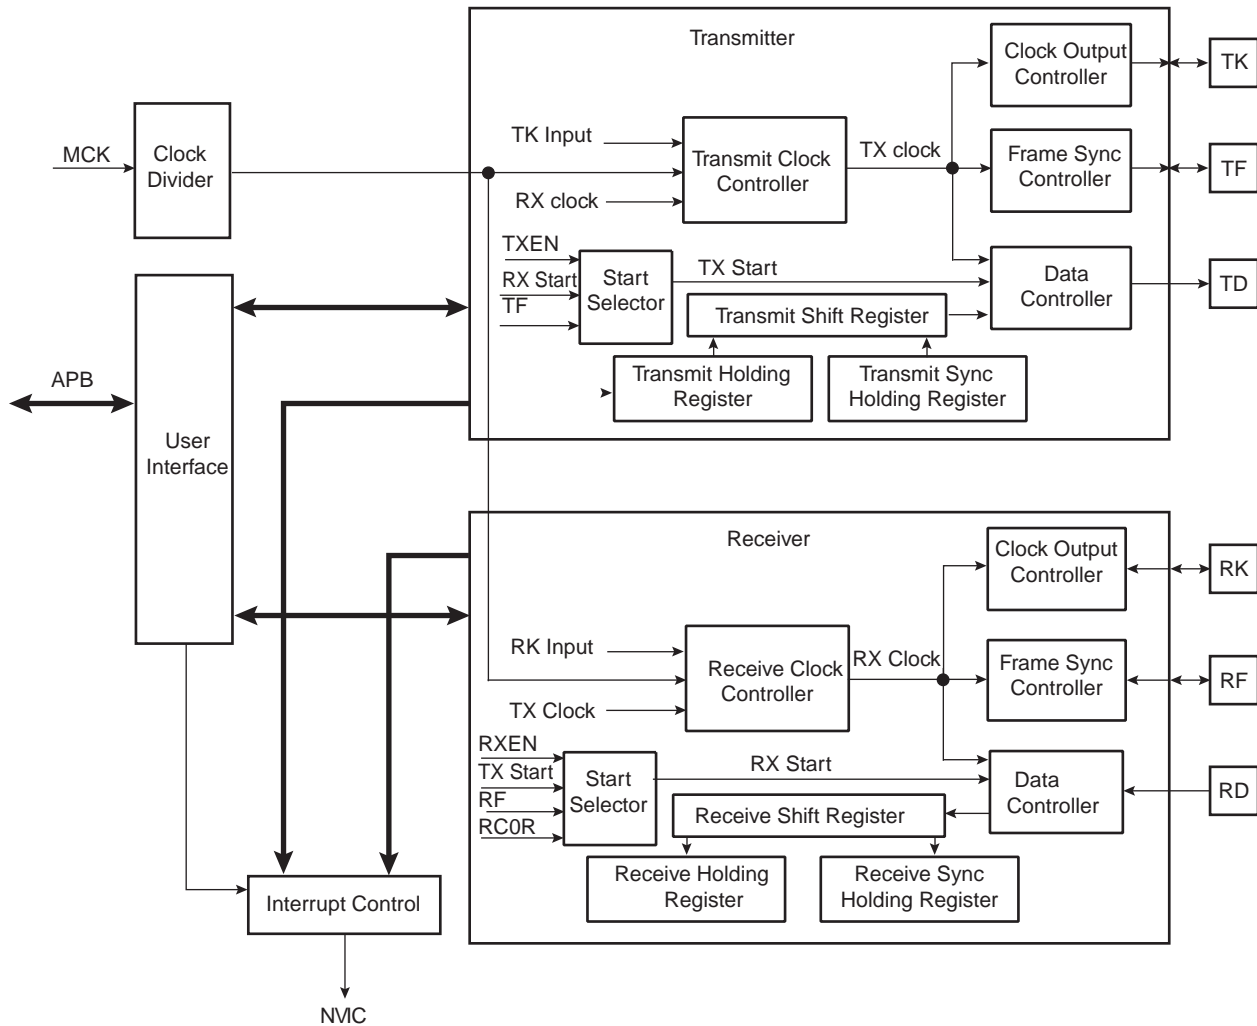 Transmitter
Clock Output
Controller
TK
MCK
Clock
Divider
TK Input
Transmit Clock
Controller
TX clock
Frame Sync
Controller
TF
RX clock
TXEN
RX Start
TF
Start
Selector
TX Start
Data
Controller
TD
Transmit Shift Register
APB
Transmit Holding
Register
Transmit Sync
Holding Register
User
Interface
Receiver
Clock Output
Controller
RK
RK Input
Receive Clock
Controller
RX Clock
Frame Sync
Controller
RF
TX Clock
RXEN
TX Start
RF
RC0R
Start
Selector
RX Start
Data
Controller
RD
Receive Shift Register
Receive Holding
Register
Receive Sync
Holding Register
Interrupt Control
NVIC